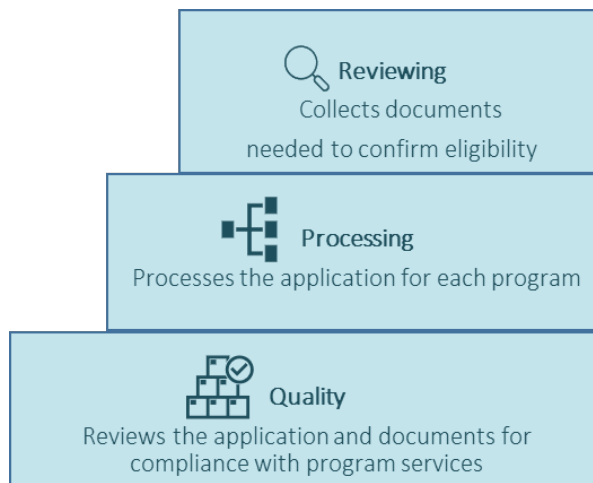 Reviewing
Collects documents
needed to confirm eligibility
Processing
Processes the application for each program
Quality
Reviews the application and documents for
compliance with program services